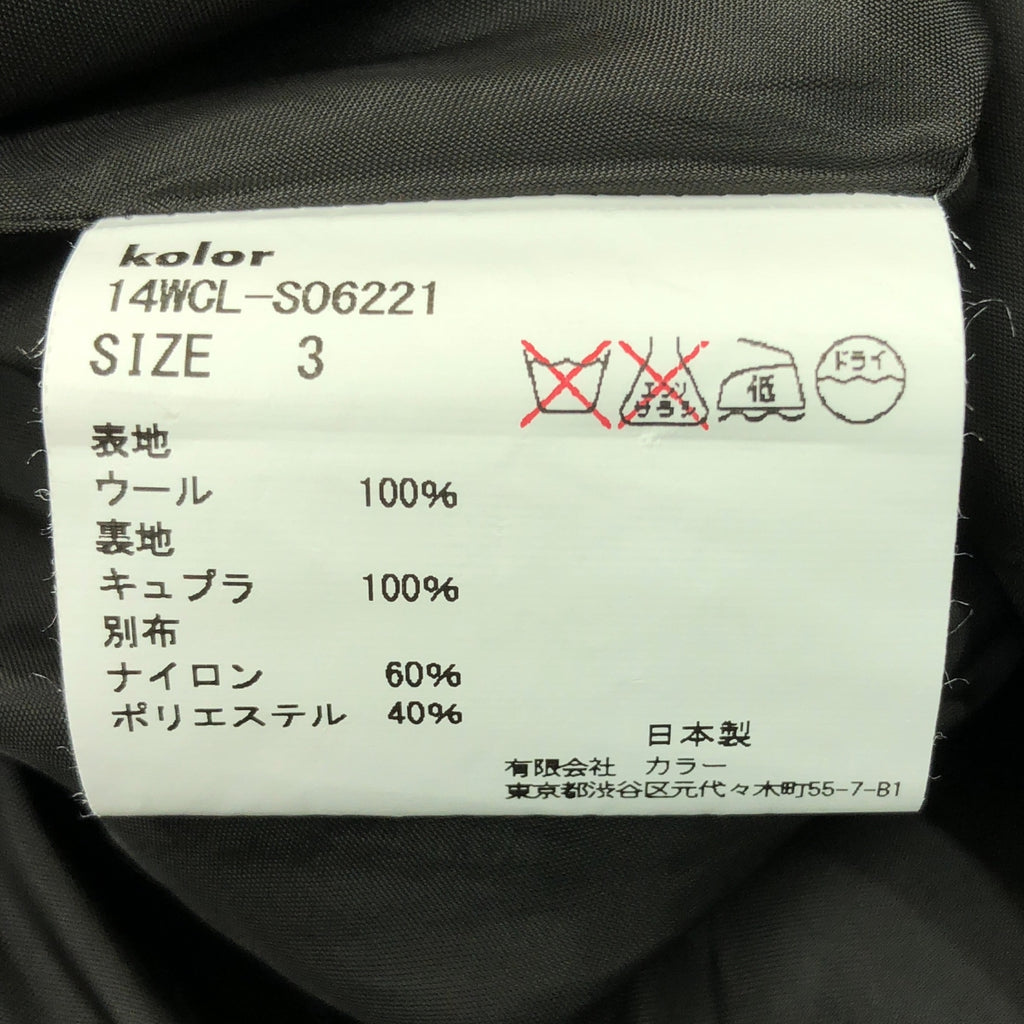 kolor
14WCL-S06221
SIZE 3
エンソ
サラシ
低
ドライ
表地
ウール 100%
裏地
キュプラ 100%
別布
ナイロン 60%
ポリエステル 40%
日本製
有限会社 カラー
東京都渋谷区元代々木町55-7-B1